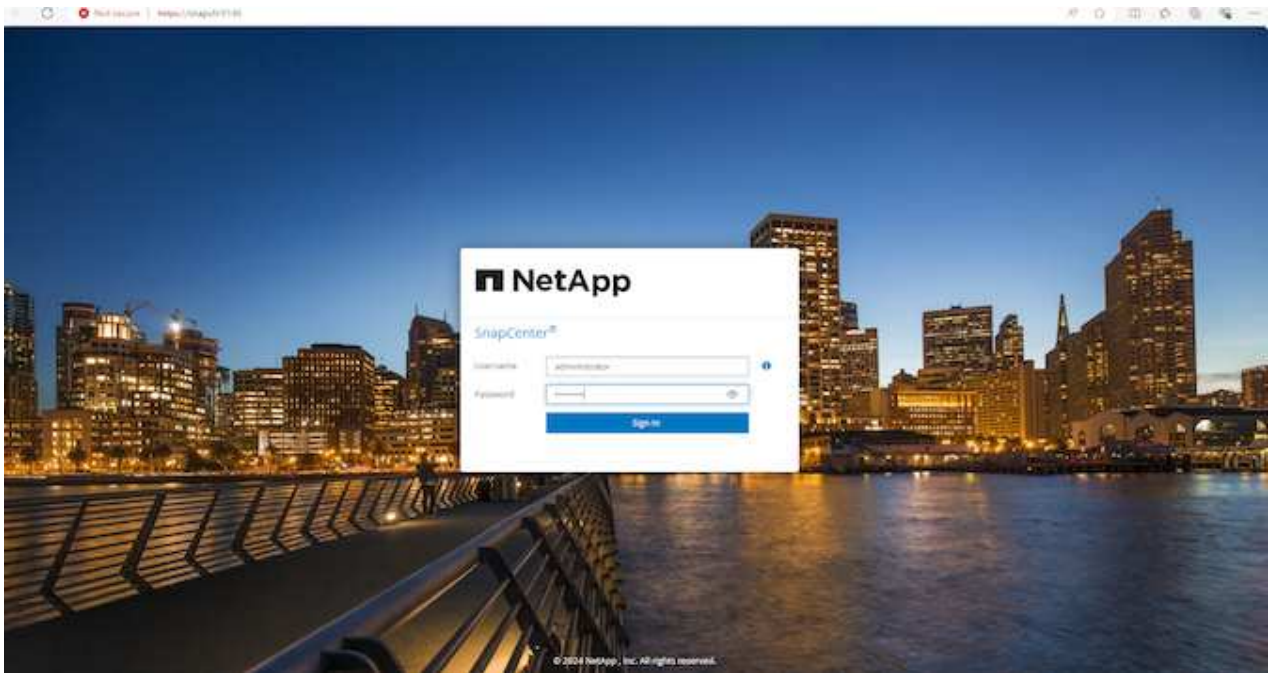 Not secure
NetApp
SnapCenter®
Username
administrator
Password
Sign In
© 2024 NetApp, Inc. All rights reserved.